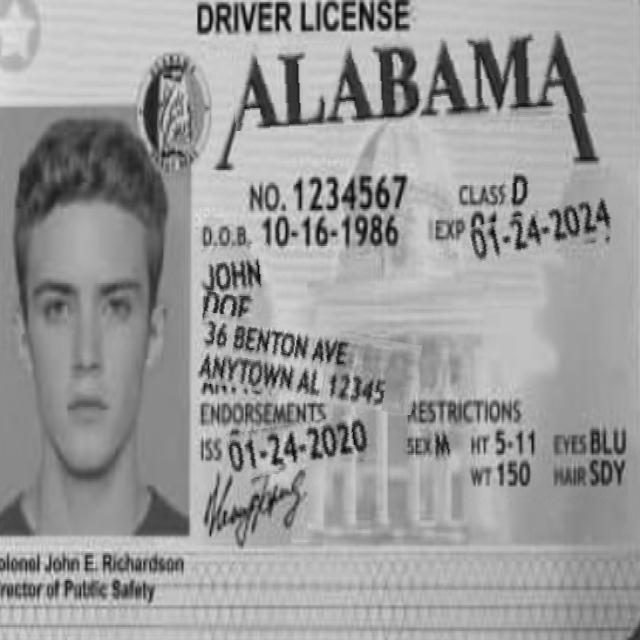 DRIVER LICENSE
ALABAMA
NO. 1234567
CLASS D
D.O.B. 10-16-1986
EXP 01-24-2024
JOHN
DOE
36 BENTON AVE
ANYTOWN AL 12345
ENDORSEMENTS
RESTRICTIONS
ISS 01-24-2020
SEX M HT 5-11 EYES BLU
WT 150 HAIR SDY
olonel John E. Richardson
rector of Public Safety